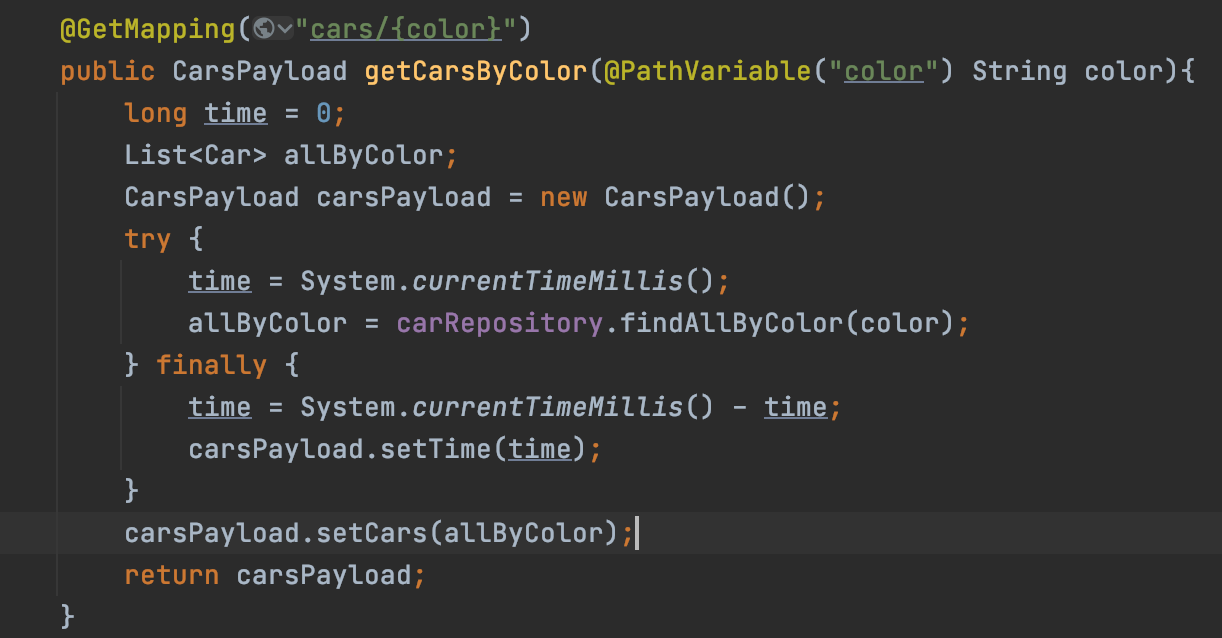 @GetMapping("cars/{color}")
public CarsPayload getCarsByColor(@PathVariable("color") String color){
long time = 0;
List<Car> allByColor;
CarsPayload carsPayload = new CarsPayload();
try {
time = System.currentTimeMillis();
allByColor = carRepository.findAllByColor(color);
} finally {
time = System.currentTimeMillis() - time;
carsPayload.setTime(time);
}
carsPayload.setCars(allByColor);
return carsPayload;
}